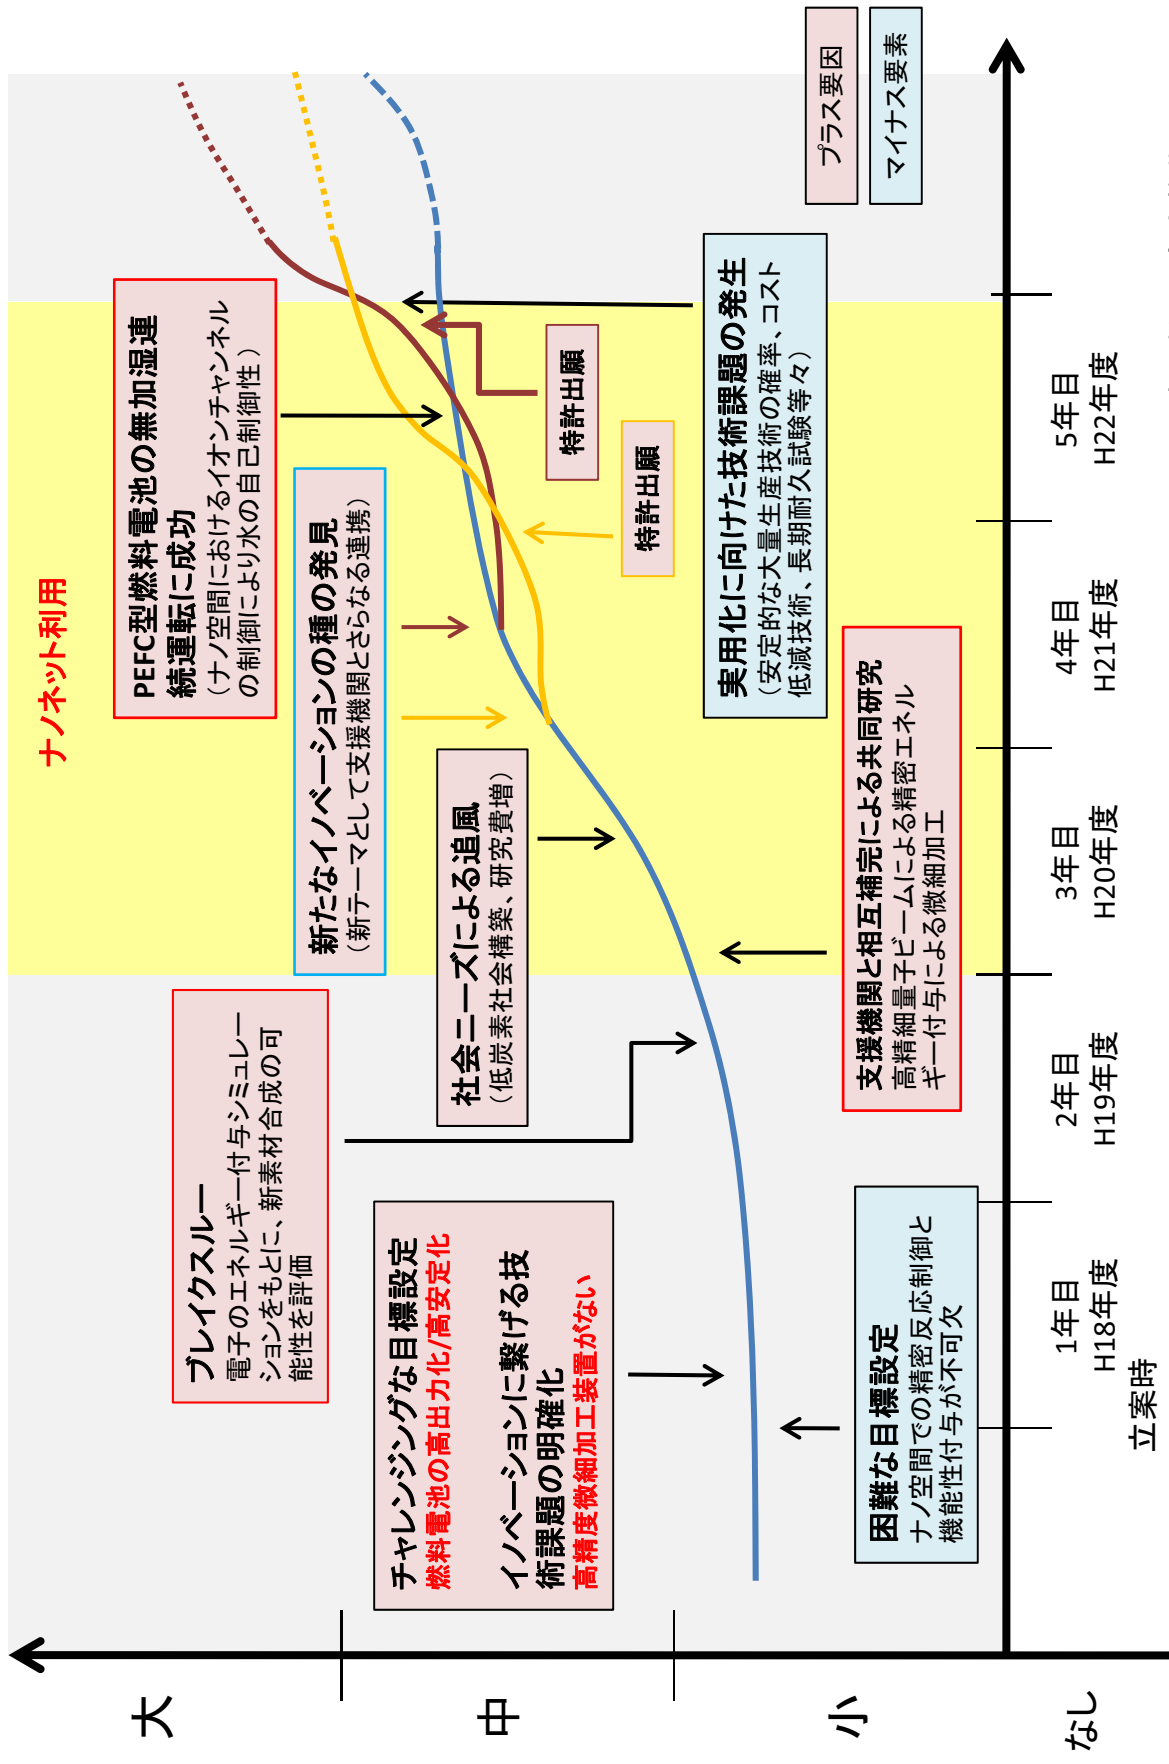 ナノネット利用
大
中
小
なし
ブレイクスルー
電子のエネルギー付与シミュレー
ションをもとに、新素材合成の可
能性を評価
PEFC型燃料電池の無加湿連
続運転に成功
（ナノ空間におけるイオンチャンネル
の制御により水の自己制御性）
新たなイノベーションの種の発見
（新テーマとして支援機関とさらなる連携）
チャレンジングな目標設定
燃料電池の高出力化/高安定化
イノベーションに繋げる技
術課題の明確化
高精度微細加工装置がない
社会ニーズによる追風
（低炭素社会構築、研究費増）
特許出願
特許出願
実用化に向けた技術課題の発生
（安定的な大量生産技術の確率、コスト
低減技術、長期耐久試験等々）
困難な目標設定
ナノ空間での精密反応制御と
機能性付与が不可欠
支援機関と相互補完による共同研究
高精細量子ビームによる精密エネル
ギー付与による微細加工
プラス要因
マイナス要素
1年目
H18年度
2年目
H19年度
3年目
H20年度
4年目
H21年度
5年目
H22年度
立案時